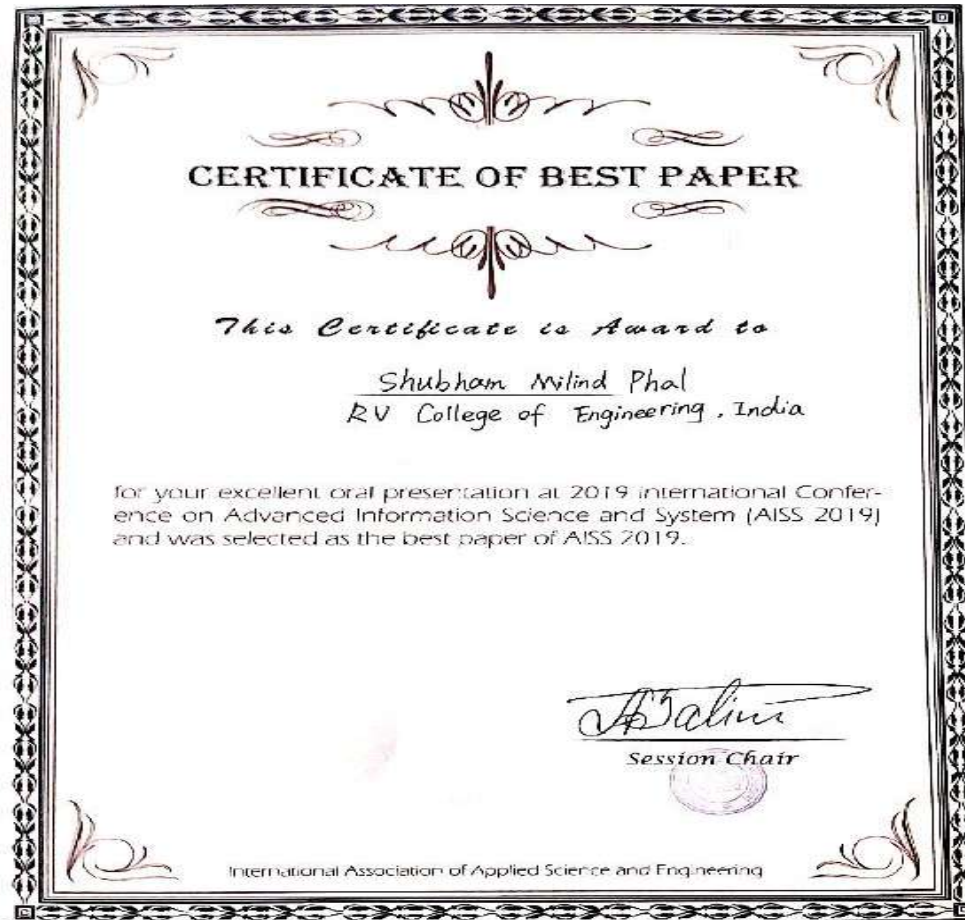 CERTIFICATE OF BEST PAPER
This Certificate is Award to
Shubham Milind Phal
RV College of Engineering, India
for your excellent oral presentation at 2019 International Confer-
ence on Advanced Information Science and System (AISS 2019)
and was selected as the best paper of AISS 2019.
Session Chair
International Association of Applied Science and Engineering